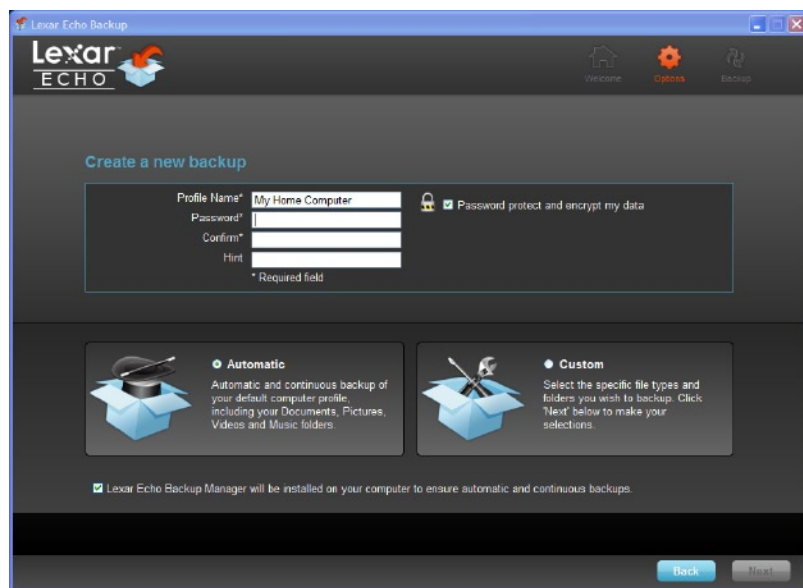 Lexar Echo Backup
Lexar
ECHO
Welcome
Options
Backup
Create a new backup
Profile Name*
My Home Computer
Password protect and encrypt my data
Password*
Confirm*
Hint
* Required field
Automatic
Automatic and continuous backup of
your default computer profile,
including your Documents, Pictures,
Videos and Music folders.
Custom
Select the specific file types and
folders you wish to backup. Click
'Next' below to make your
selections.
Lexar Echo Backup Manager will be installed on your computer to ensure automatic and continuous backups.
Back
Next